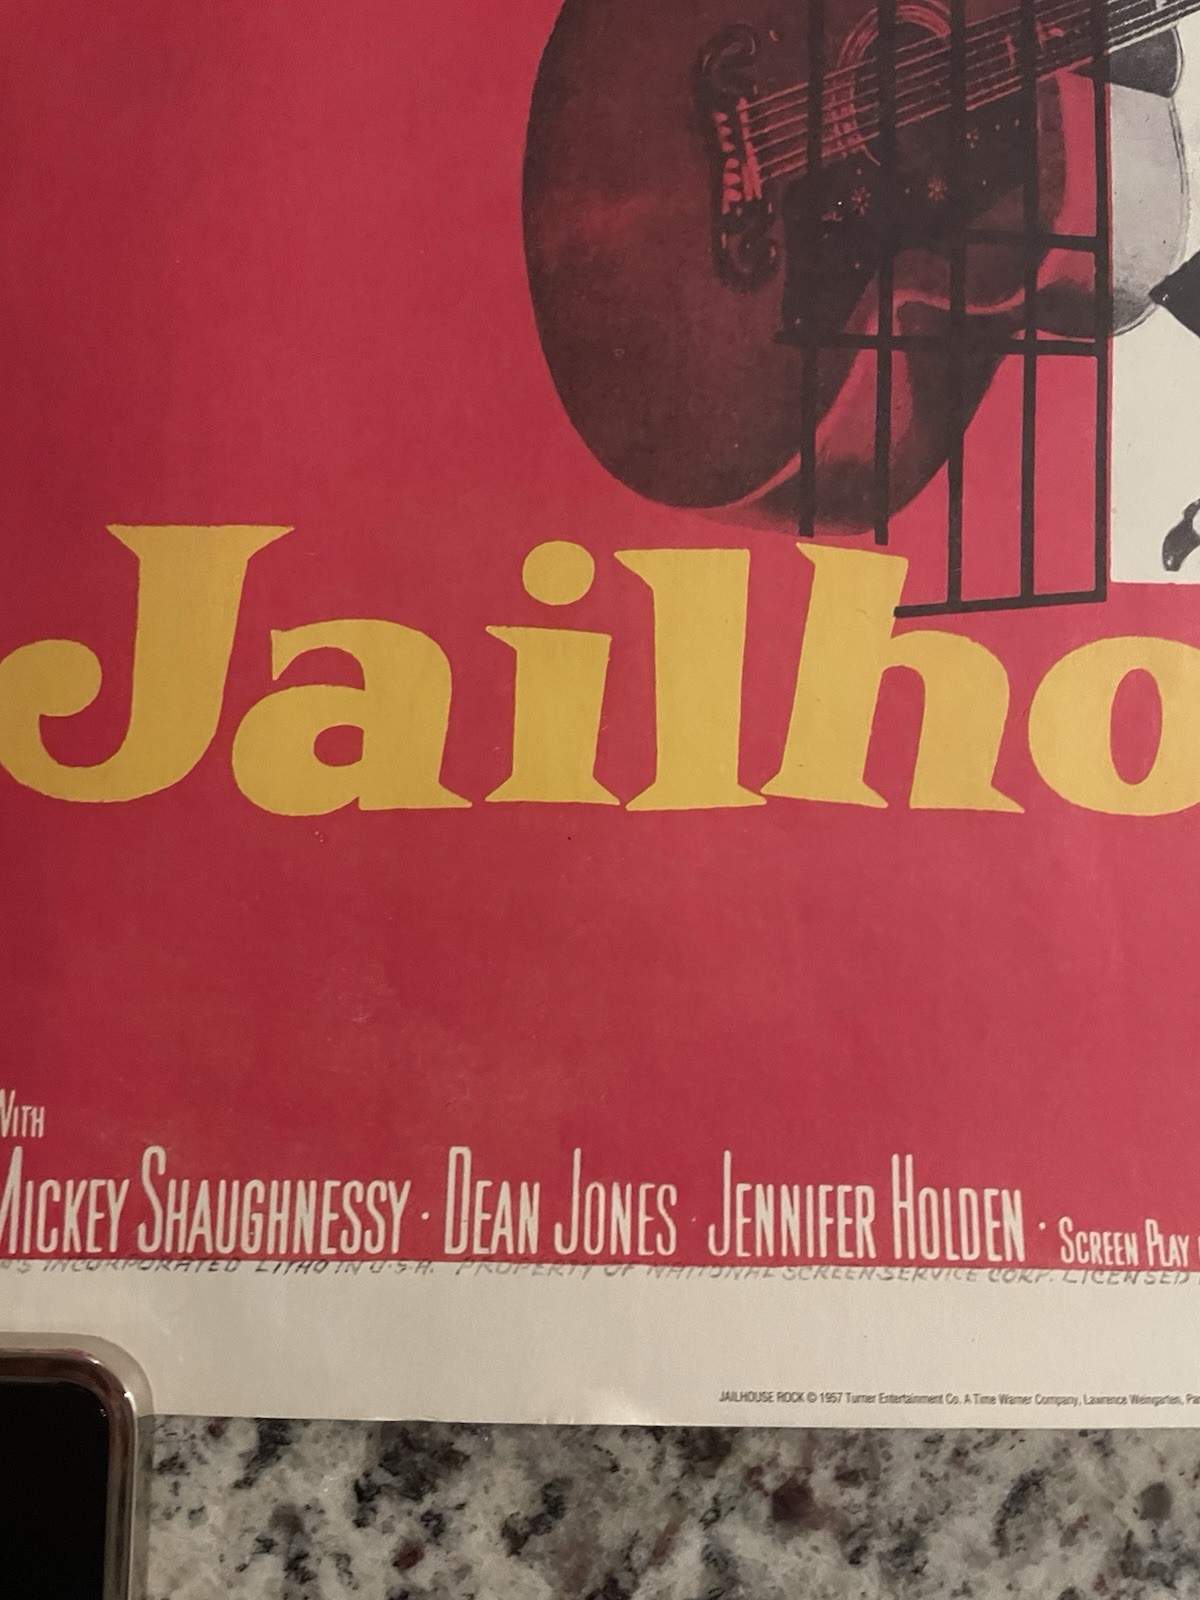 Jailho
WITH
MICKEY SHAUGHNESSY · DEAN JONES · JENNIFER HOLDEN · SCREEN PLAY
INCORPORATED LITHO IN U.S.A. PROPERTY OF NATIONAL SCREEN SERVICE CORP. LICENSED
JAILHOUSE ROCK © 1957 Turner Entertainment Co. A Time Warner Company, Lawrence Weingarten,